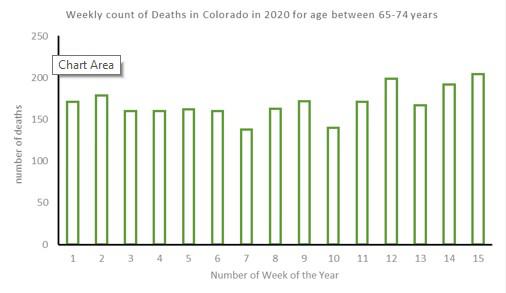 Weekly count of Deaths in Colorado in 2020 for age between 65-74 years
250
200
150
100
50
0
Chart Area
number of deaths
1 2 3 4 5 6 7 8 9 10 11 12 13 14 15
Number of Week of the Year